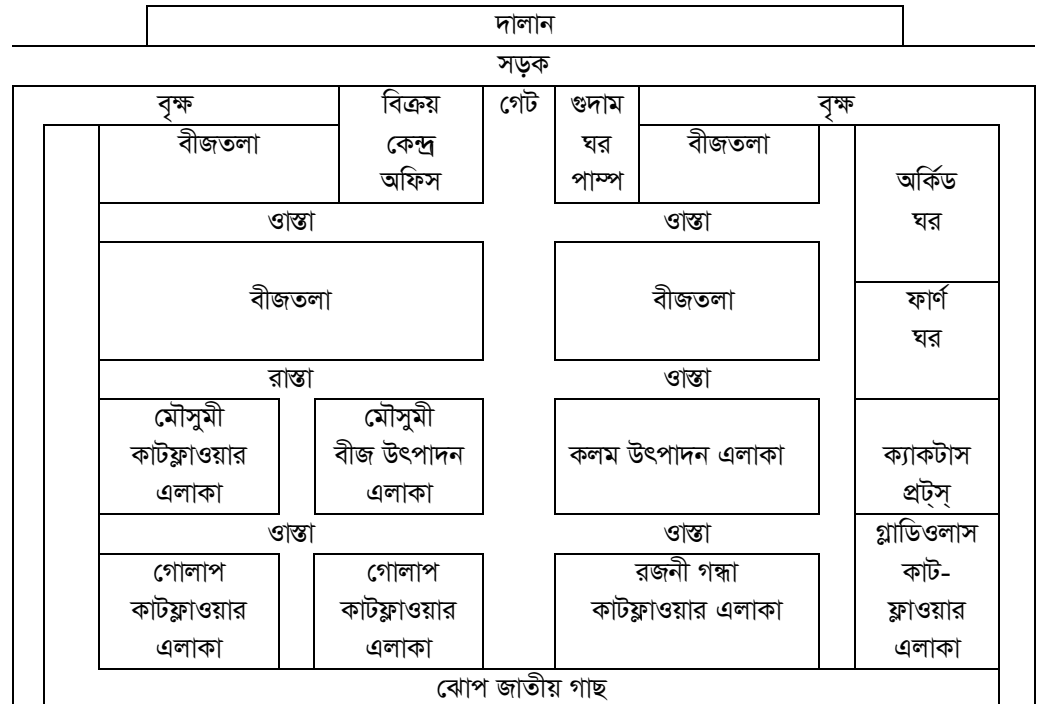 দালান
সড়ক
বৃক্ষ
বিক্রয়
কেন্দ্র
অফিস
গেট
গুদাম
ঘর
পাম্প
বৃক্ষ
বীজতলা
বীজতলা
অর্কিড
ঘর
ওাস্তা
ওাস্তা
বীজতলা
বীজতলা
ফার্ণ
ঘর
রাস্তা
ওাস্তা
মৌসুমী
কাটফ্লাওয়ার
এলাকা
মৌসুমী
বীজ উৎপাদন
এলাকা
কলম উৎপাদন এলাকা
ক্যাকটাস
প্রট্স্
ওাস্তা
ওাস্তা
গ্লাডিওলাস
কাট-
ফ্লাওয়ার
এলাকা
গোলাপ
কাটফ্লাওয়ার
এলাকা
গোলাপ
কাটফ্লাওয়ার
এলাকা
রজনী গন্ধা
কাটফ্লাওয়ার এলাকা
ঝোপ জাতীয় গাছ